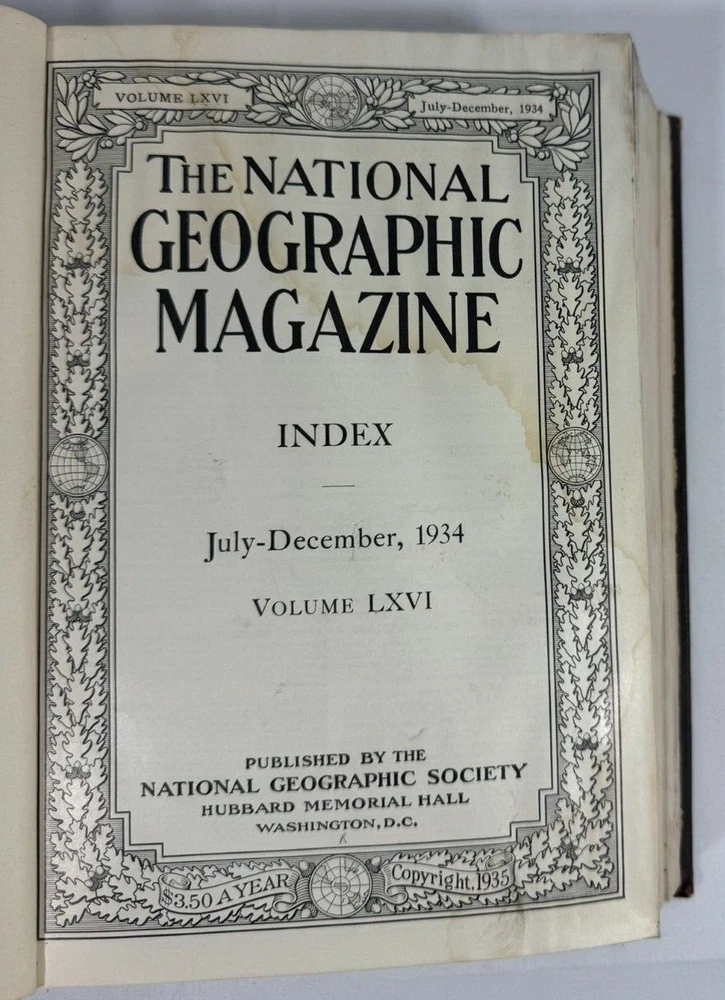 VOLUME LXVI
July-December, 1934
THE NATIONAL
GEOGRAPHIC
MAGAZINE
INDEX
July-December, 1934
VOLUME LXVI
PUBLISHED BY THE
NATIONAL GEOGRAPHIC SOCIETY
HUBBARD MEMORIAL HALL
WASHINGTON, D.C.
$3.50 A YEAR
Copyright, 1935